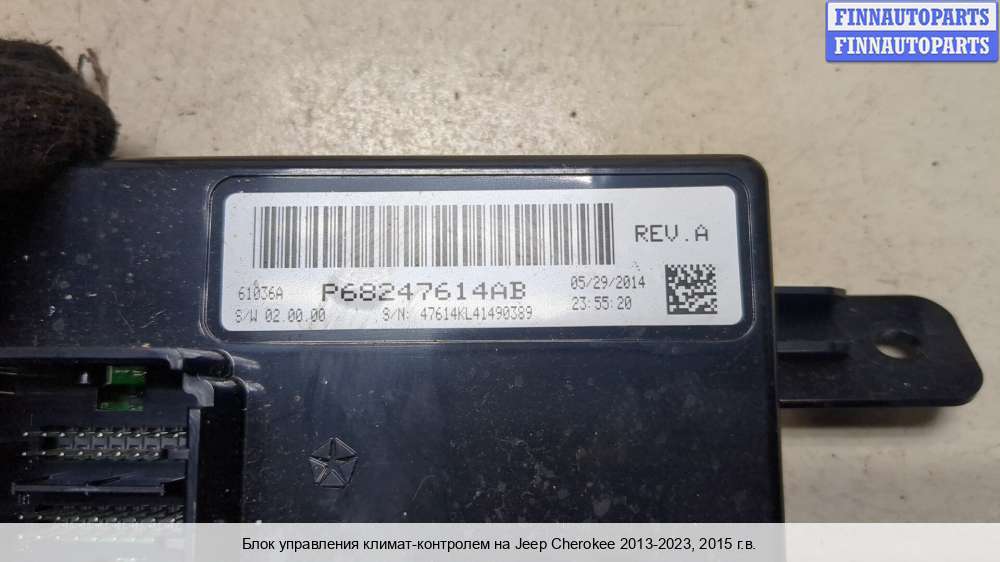 FINNAUTOPARTS
FINNAUTOPARTS
REV.A
61036A P68247614AB 05/29/2014
S/W 02.00.00 S/N: 47614KL41490389 23:55:20
Блок управления климат-контролем на Jeep Cherokee 2013-2023, 2015 г.в.